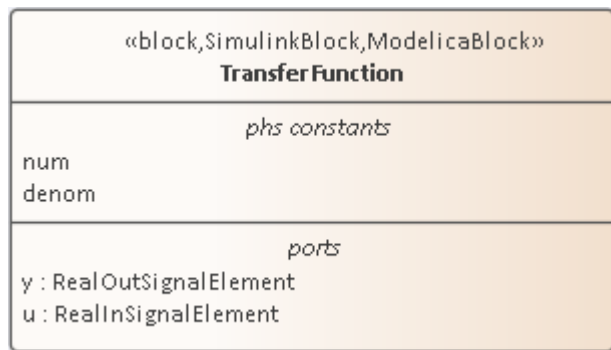 «block,SimulinkBlock,ModelicaBlock»
TransferFunction
phs constants
num
denom
ports
y : RealOutSignalElement
u : RealInSignalElement